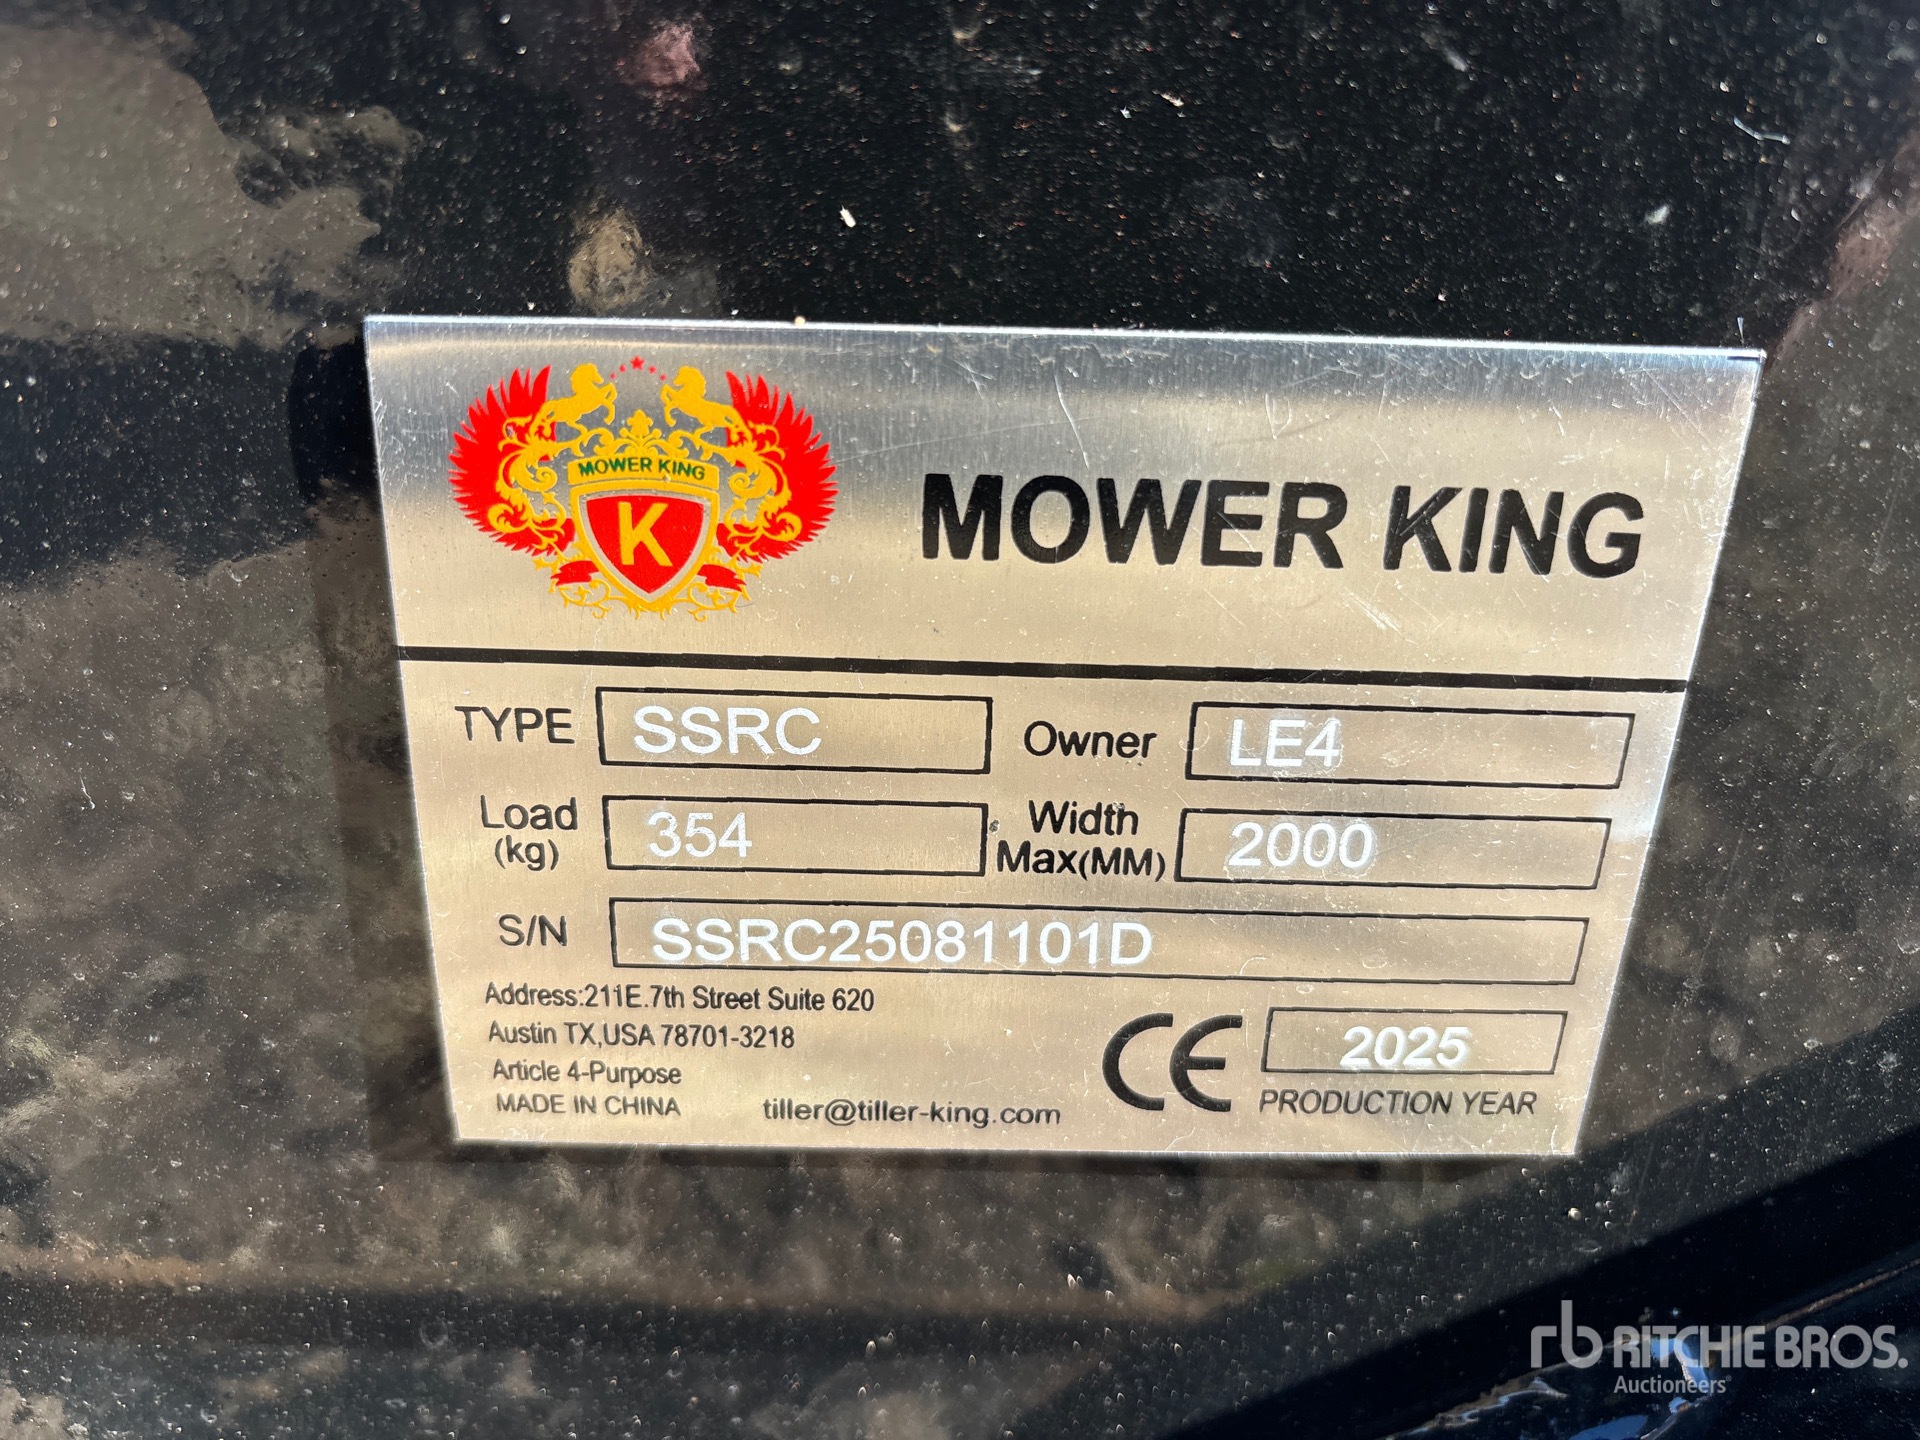 MOWER KING
K
MOWER KING
TYPE SSRC Owner LE4
Load (kg) 354 Width Max(MM) 2000
S/N SSRC25081101D
Address:211E.7th Street Suite 620
Austin TX,USA 78701-3218
Article 4-Purpose
MADE IN CHINA
tiller@tiller-king.com
CE
2025
PRODUCTION YEAR
rb RITCHIE BROS.
Auctioneers